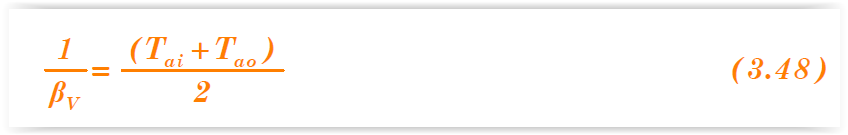 1/β_V = (T_ai + T_ao)/2 (3.48)